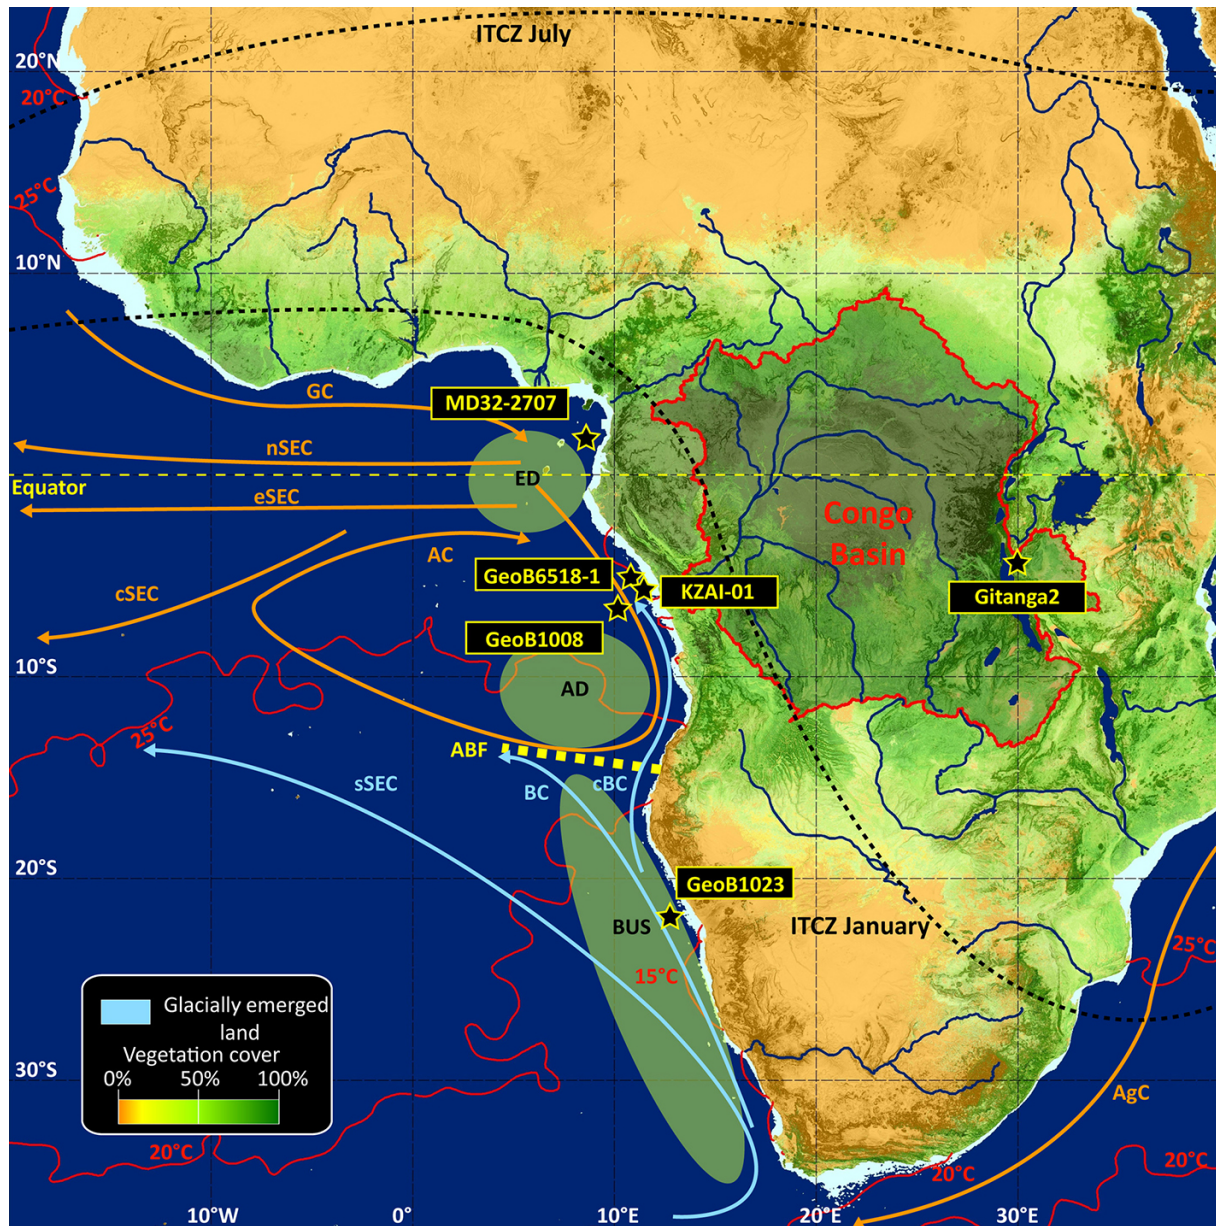 ITCZ July
20°N
20°C
25°C
10°N
GC
MD32-2707
nSEC
ED
Equator
eSEC
Congo
Basin
AC
GeoB6518-1
KZAI-01
Gitanga2
cSEC
GeoB1008
10°S
AD
25°C
ABF
sSEC
BC
cBC
20°S
GeoB1023
BUS
ITCZ January
15°C
25°C
Glacially emerged
land
Vegetation cover
0%
50%
100%
30°S
AgC
20°C
20°C
20°C
10°W
0°
10°E
20°E
30°E